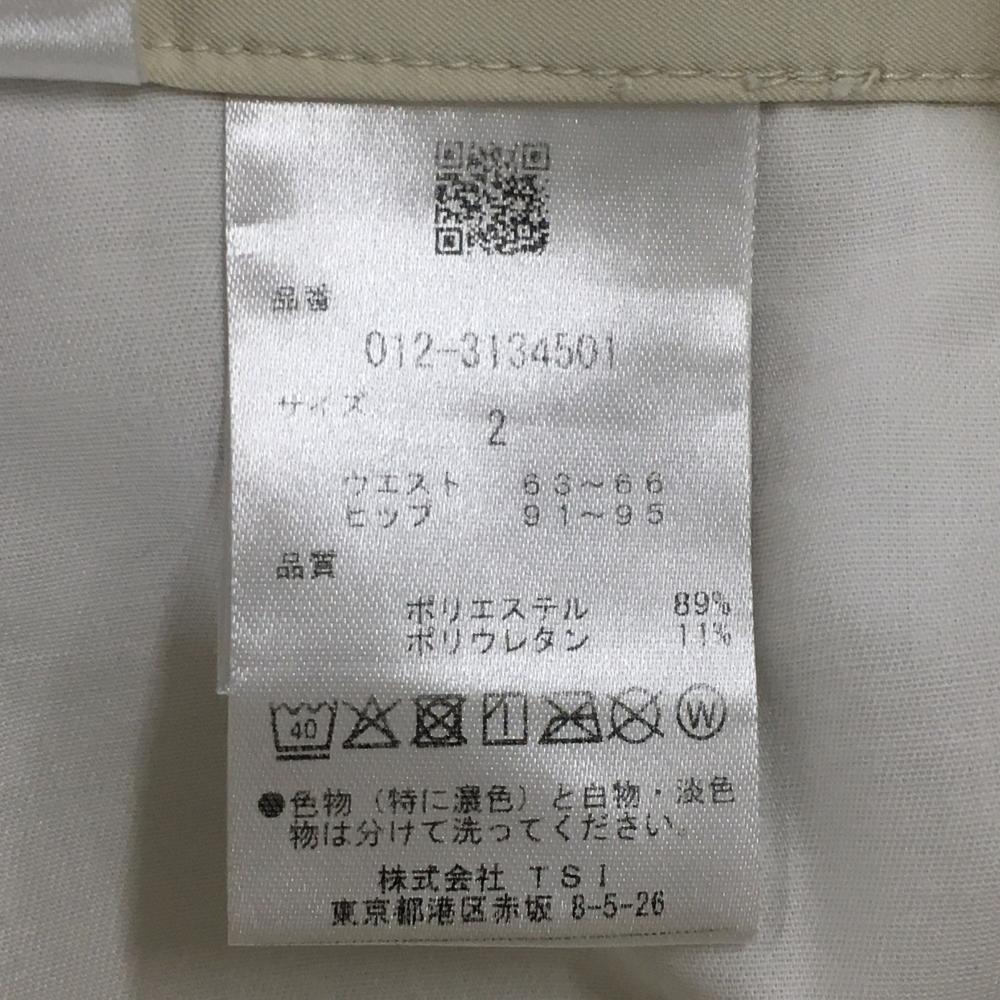 品番
012-3134501
サイズ
2
ウエスト 63~66
ヒップ 91~95
品質
ポリエステル 89%
ポリウレタン 11%
40 W
●色物(特に濃色)と白物・淡色
物は分けて洗ってください。
株式会社 TSI
東京都港区赤坂 8-5-26